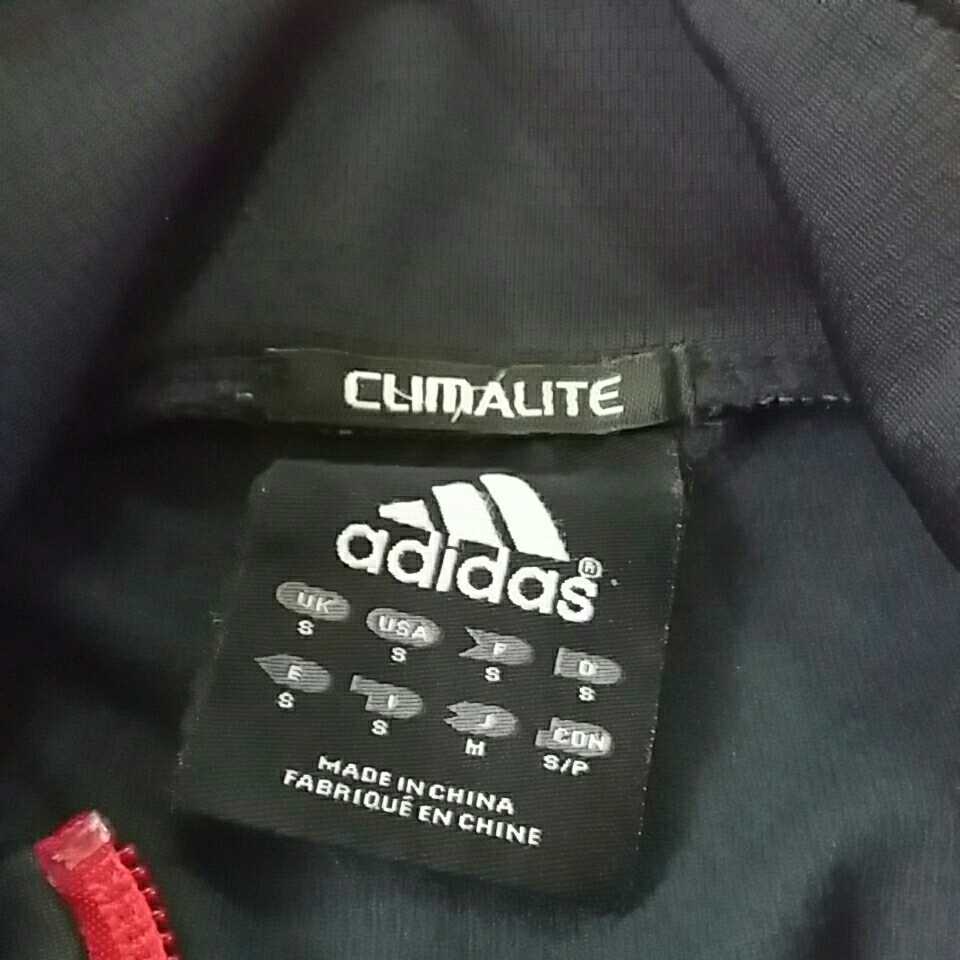 CLIMALITE
adidas®
UK USA F D
S S S S
E I J CDN
S S M S/P
MADE IN CHINA
FABRIQUÉ EN CHINE